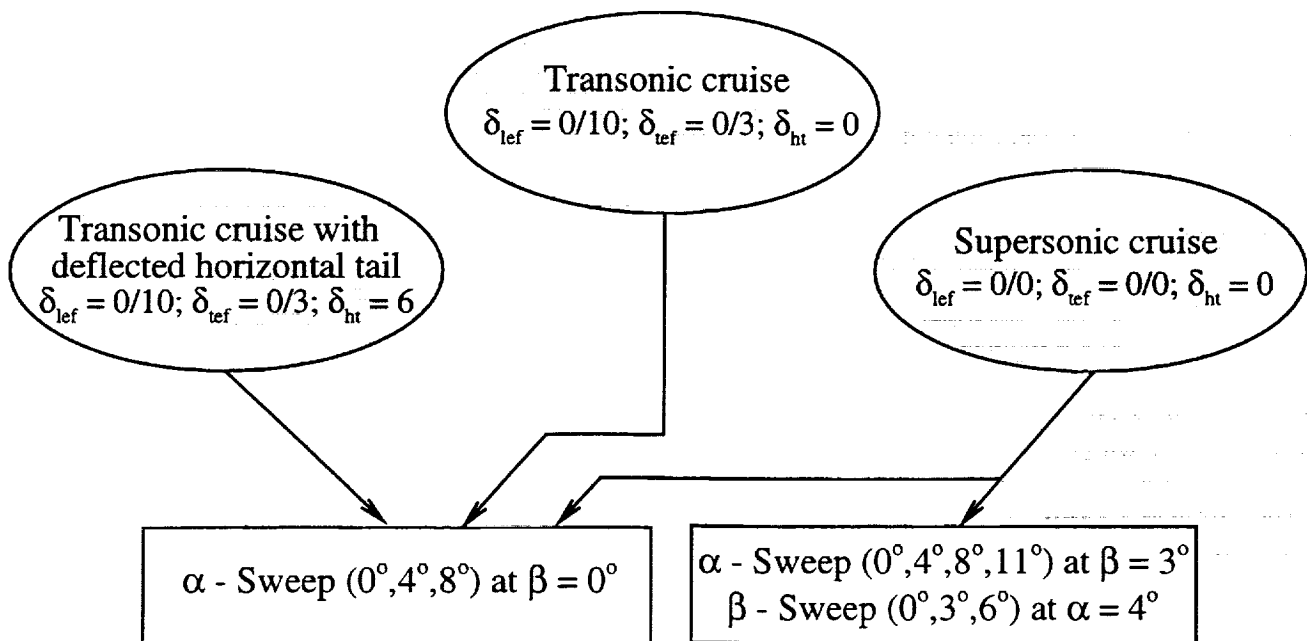 Transonic cruise
δlef = 0/10; δtef = 0/3; δht = 0
Transonic cruise with
deflected horizontal tail
δlef = 0/10; δtef = 0/3; δht = 6
Supersonic cruise
δlef = 0/0; δtef = 0/0; δht = 0
α - Sweep (0°,4°,8°) at β = 0°
α - Sweep (0°,4°,8°,11°) at β = 3°
β - Sweep (0°,3°,6°) at α = 4°